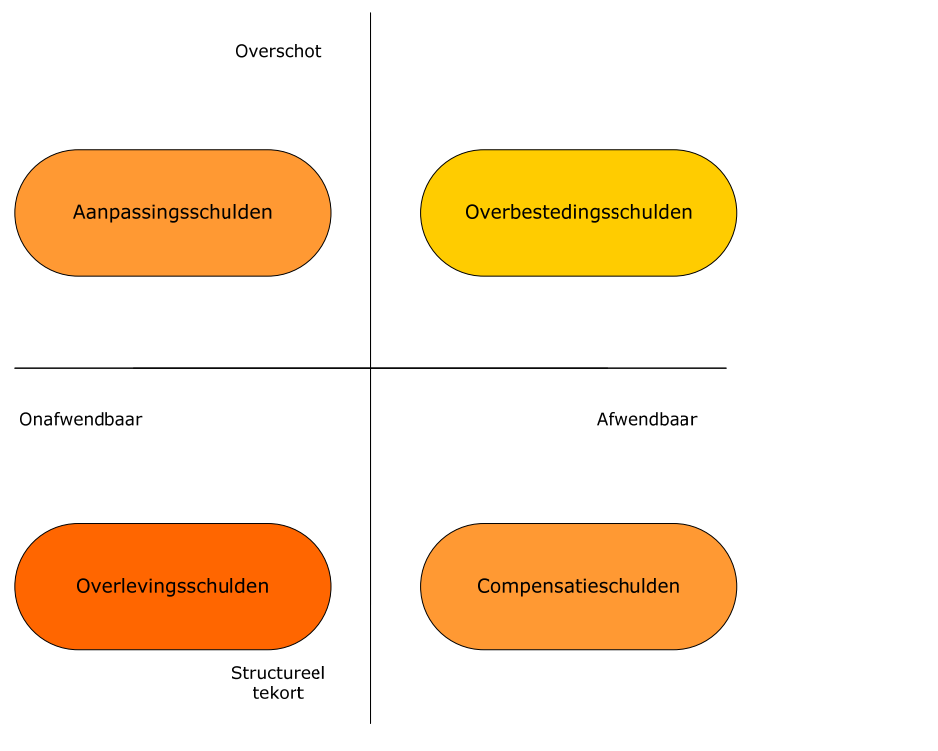 Overschot
Aanpassingsschulden
Overbestedingsschulden
Onafwendbaar
Afwendbaar
Overlevingsschulden
Compensatieschulden
Structureel
tekort